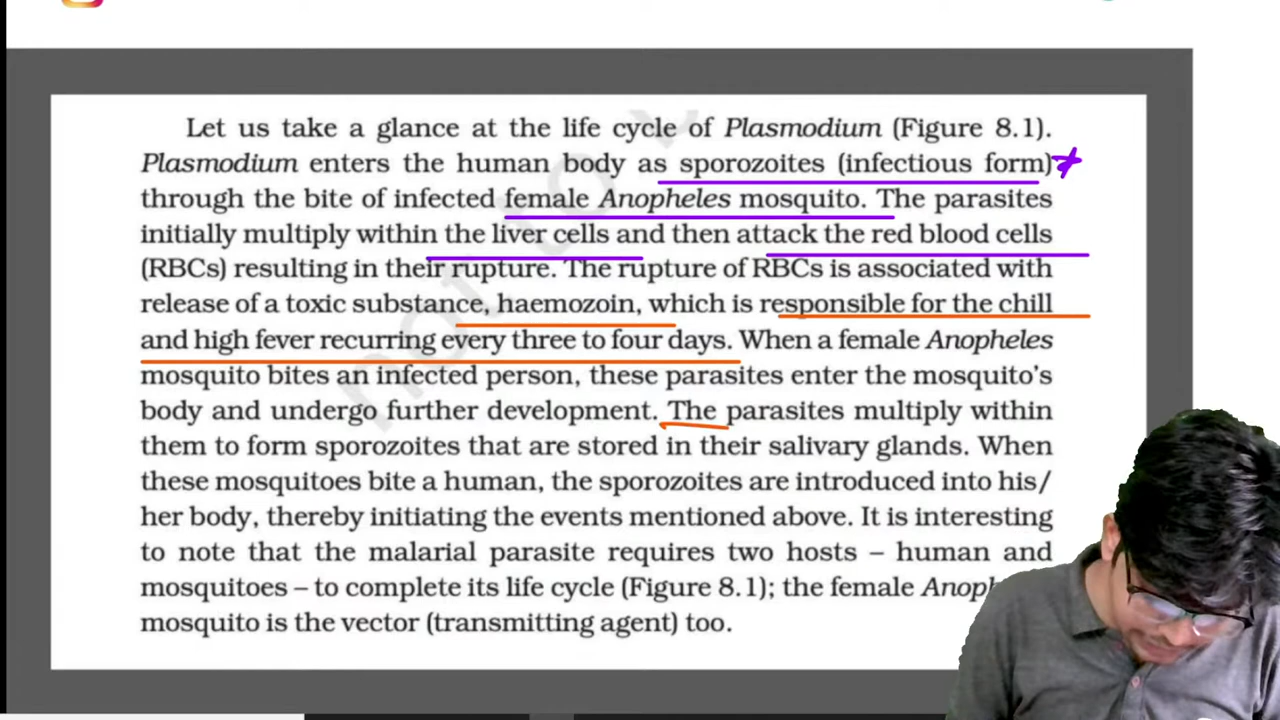 Let us take a glance at the life cycle of Plasmodium (Figure 8.1).
Plasmodium enters the human body as sporozoites (infectious form)
through the bite of infected female Anopheles mosquito. The parasites
initially multiply within the liver cells and then attack the red blood cells
(RBCs) resulting in their rupture. The rupture of RBCs is associated with
release of a toxic substance, haemozoin, which is responsible for the chill
and high fever recurring every three to four days. When a female Anopheles
mosquito bites an infected person, these parasites enter the mosquito's
body and undergo further development. The parasites multiply within
them to form sporozoites that are stored in their salivary glands. When
these mosquitoes bite a human, the sporozoites are introduced into his/
her body, thereby initiating the events mentioned above. It is interesting
to note that the malarial parasite requires two hosts – human and
mosquitoes – to complete its life cycle (Figure 8.1); the female
mosquito is the vector (transmitting agent) too.
not to